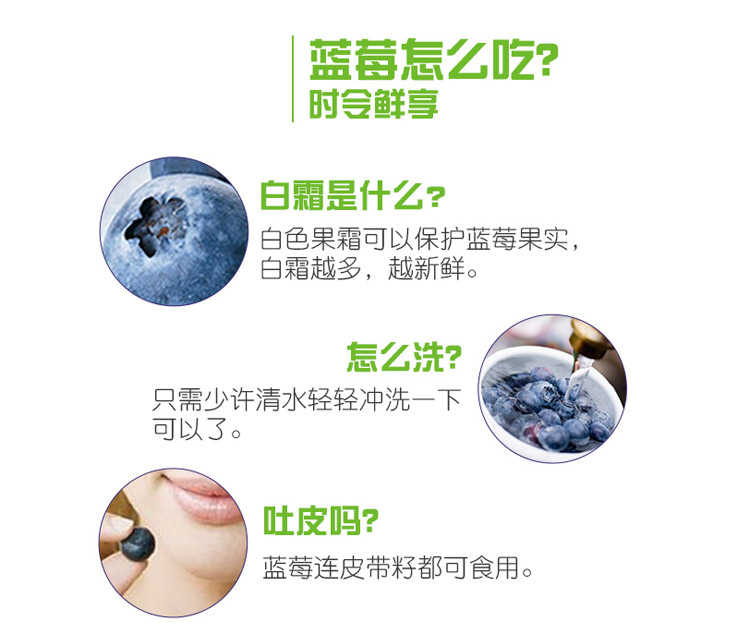 蓝莓怎么吃?
时令鲜享
白霜是什么?
白色果霜可以保护蓝莓果实，
白霜越多，越新鲜。
怎么洗?
只需少许清水轻轻冲洗一下
可以了。
吐皮吗?
蓝莓连皮带籽都可食用。